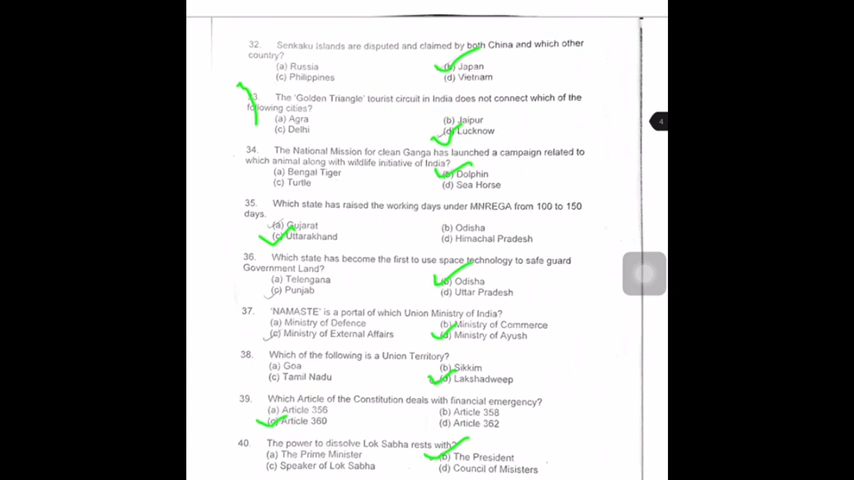 32. Senkaku Islands are disputed and claimed by both China and which other
country?
(a) Russia (b) Japan
(c) Philippines (d) Vietnam
33. The 'Golden Triangle' tourist circuit in India does not connect which of the
following cities?
(a) Agra (b) Jaipur
(c) Delhi (d) Lucknow
34. The National Mission for clean Ganga has launched a campaign related to
which animal along with wildlife initiative of India?
(a) Bengal Tiger (b) Dolphin
(c) Turtle (d) Sea Horse
35. Which state has raised the working days under MNREGA from 100 to 150
days.
(a) Gujarat (b) Odisha
(c) Uttarakhand (d) Himachal Pradesh
36. Which state has become the first to use space technology to safe guard
Government Land?
(a) Telengana (b) Odisha
(c) Punjab (d) Uttar Pradesh
37. 'NAMASTE' is a portal of which Union Ministry of India?
(a) Ministry of Defence (b) Ministry of Commerce
(c) Ministry of External Affairs (d) Ministry of Ayush
38. Which of the following is a Union Territory?
(a) Goa (b) Sikkim
(c) Tamil Nadu (d) Lakshadweep
39. Which Article of the Constitution deals with financial emergency?
(a) Article 356 (b) Article 358
(c) Article 360 (d) Article 362
40. The power to dissolve Lok Sabha rests with?
(a) The Prime Minister (b) The President
(c) Speaker of Lok Sabha (d) Council of Misisters
4